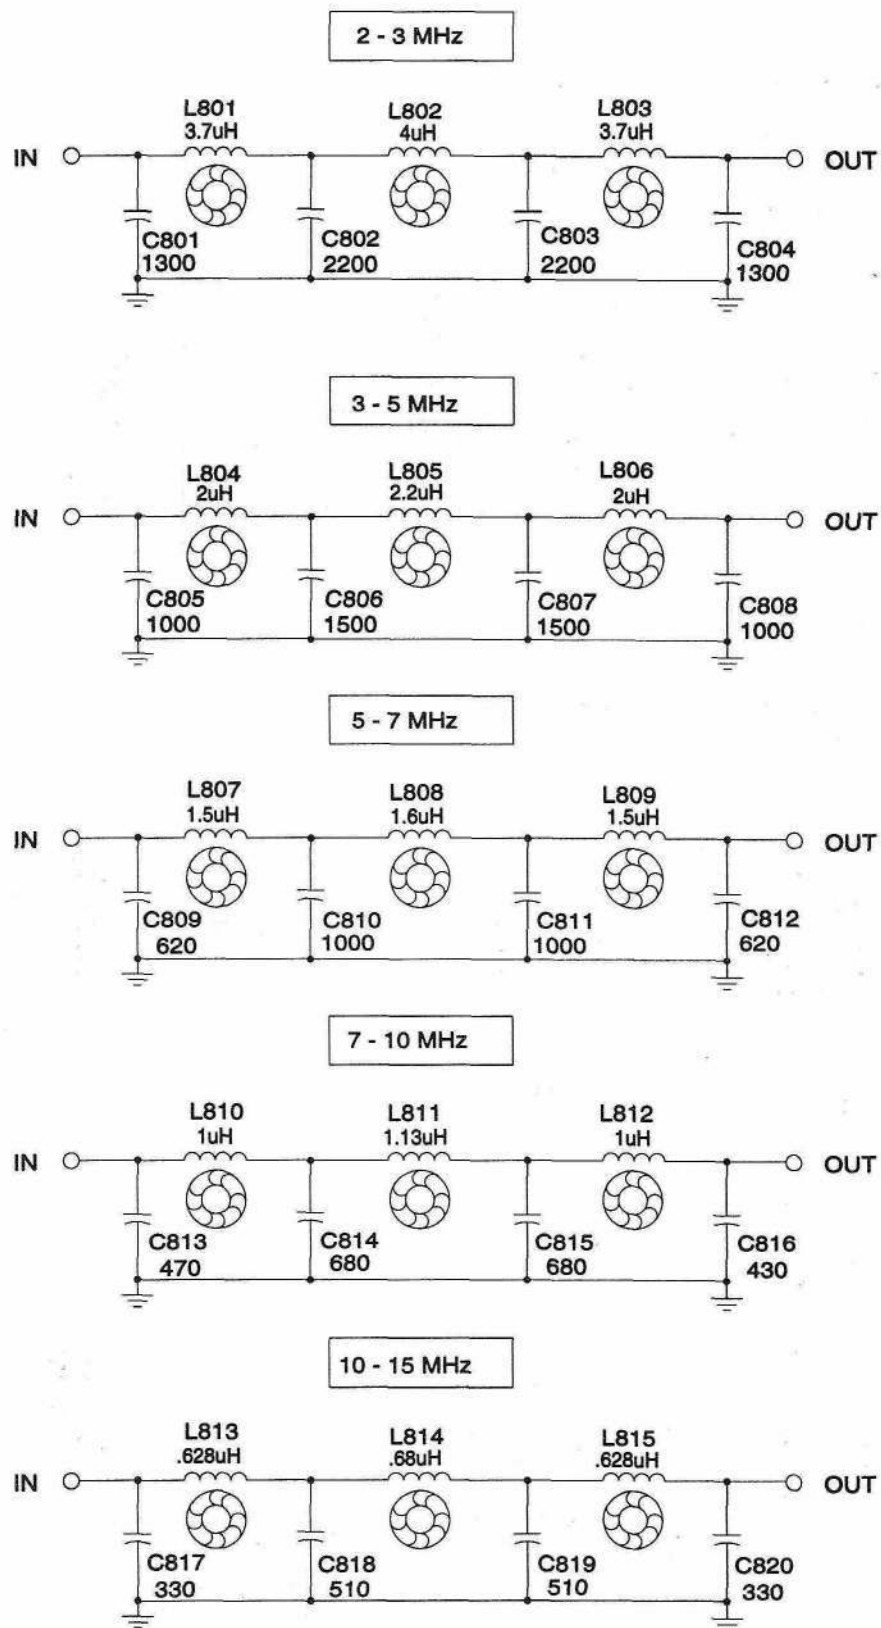 2 - 3 MHz
L801 L802 L803
3.7uH 4uH 3.7uH
IN OUT
C801 C802 C803 C804
1300 2200 2200 1300
3 - 5 MHz
L804 L805 L806
2uH 2.2uH 2uH
IN OUT
C805 C806 C807 C808
1000 1500 1500 1000
5 - 7 MHz
L807 L808 L809
1.5uH 1.6uH 1.5uH
IN OUT
C809 C810 C811 C812
620 1000 1000 620
7 - 10 MHz
L810 L811 L812
1uH 1.13uH 1uH
IN OUT
C813 C814 C815 C816
470 680 680 430
10 - 15 MHz
L813 L814 L815
.628uH .68uH .628uH
IN OUT
C817 C818 C819 C820
330 510 510 330